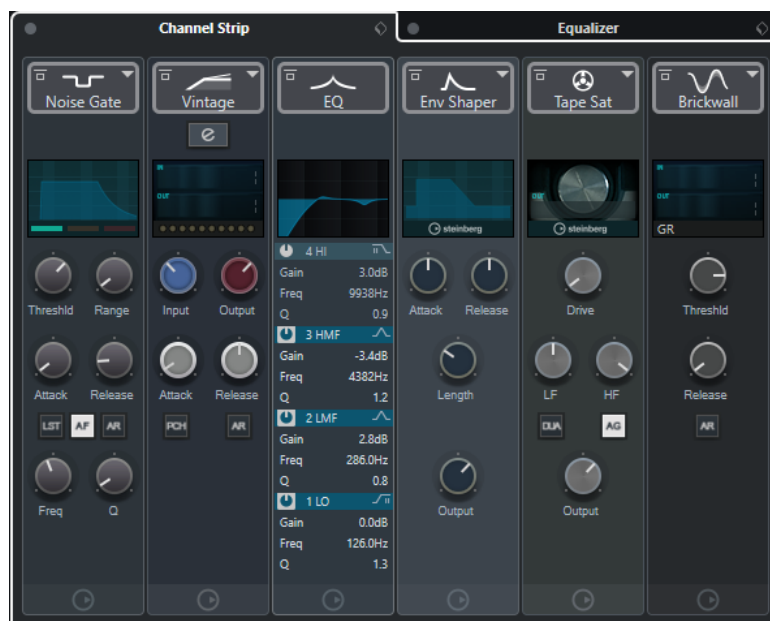 Channel Strip
Equalizer
Noise Gate
Vintage
EQ
Env Shaper
Tape Sat
Brickwall
e
IN
OUT
steinberg
OUT
steinberg
IN
OUT
GR
Threshld
Range
Attack
Release
LST
AF
AR
Freq
Q
Input
Output
Attack
Release
PCH
AR
4 HI
Gain 3.0dB
Freq 9938Hz
Q 0.9
3 HMF
Gain -3.4dB
Freq 4382Hz
Q 1.2
2 LMF
Gain 2.8dB
Freq 286.0Hz
Q 0.8
1 LO
Gain 0.0dB
Freq 126.0Hz
Q 1.3
Attack
Release
Length
Output
Drive
LF
HF
DUA
AG
Output
Threshld
Release
AR